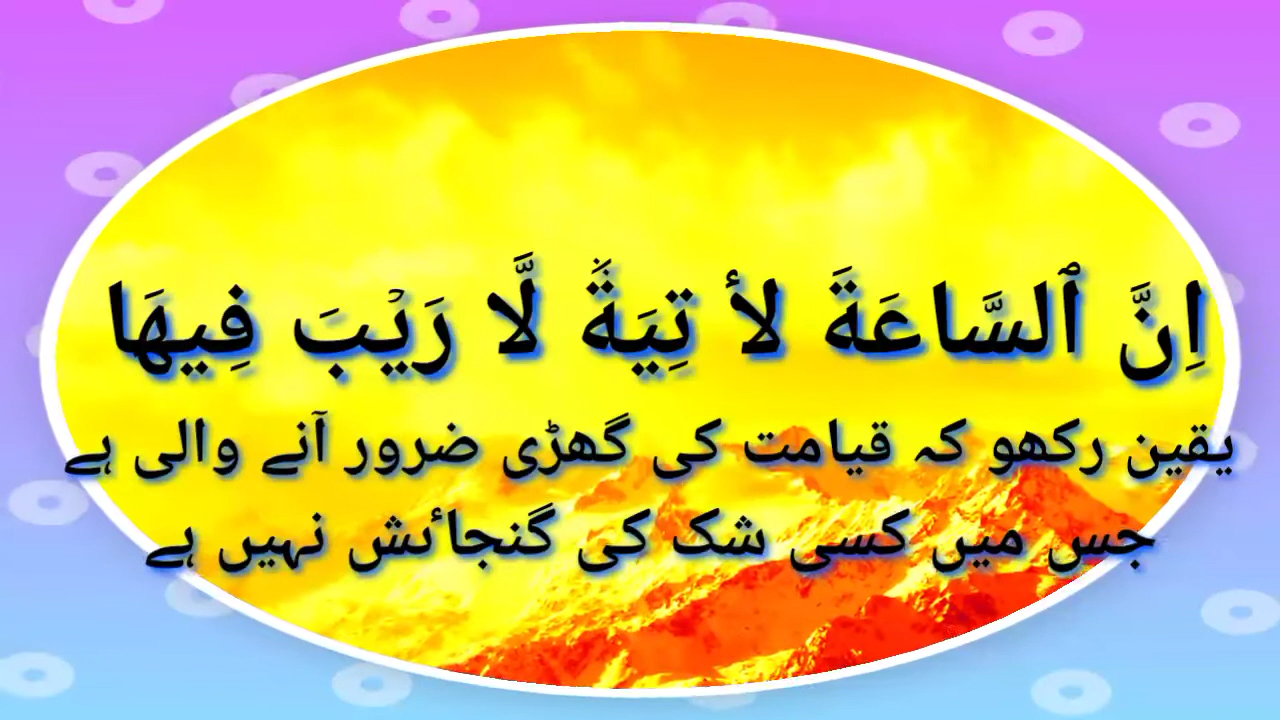 اِنَّ ٱلسَّاعَةَ لأ تِيَةٌ۬ لَّا رَيۡبَ فِيهَا
یقین رکھو کہ قیامت کی گھڑی ضرور آنے والی ہے
جس میں کسی شک کی گنجائش نہیں ہے